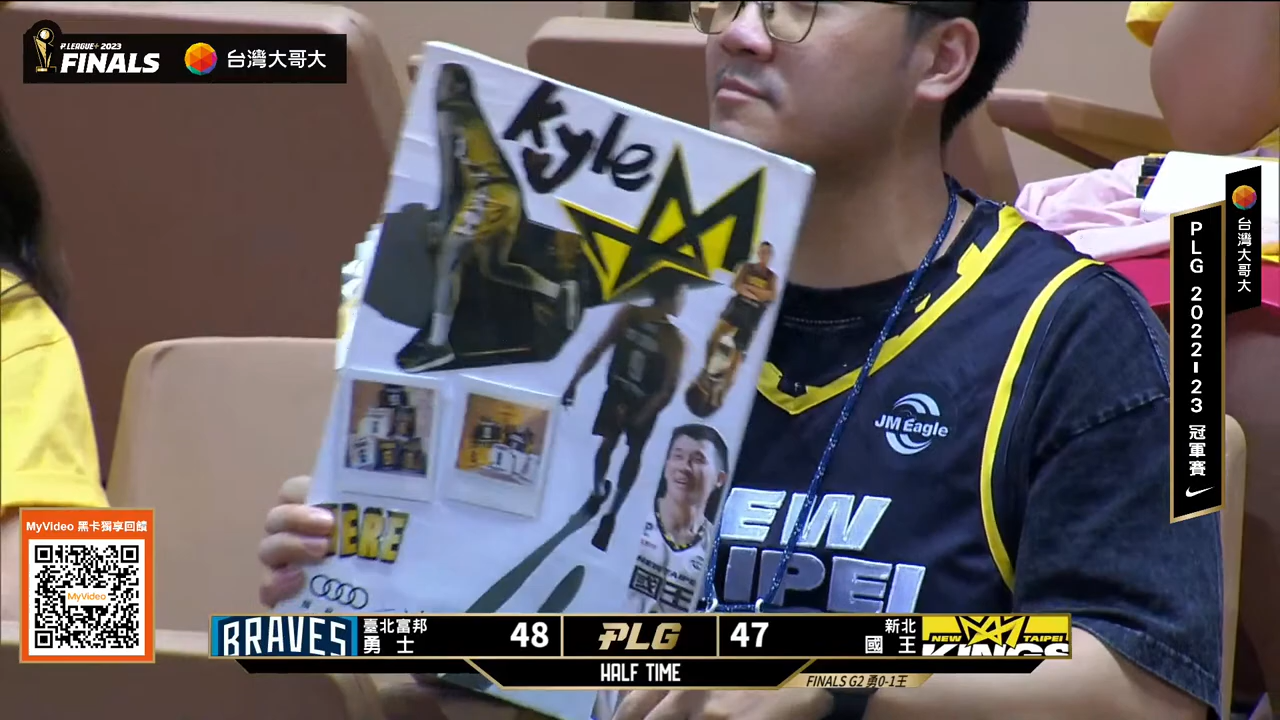 P. LEAGUE+ 2023
FINALS
台灣大哥大
Kyle
台灣大哥大
PLG 2022-23 冠軍賽
JM Eagle
NEW TAIPEI
國王
ERE
EW
IPEI
MyVideo 黑卡獨享回饋
MyVideo
BRAVES
臺北富邦
勇士
48
PLG
47
新北
國王
NEW TAIPEI
KINGS
HALF TIME
FINALS G2 勇0-1王